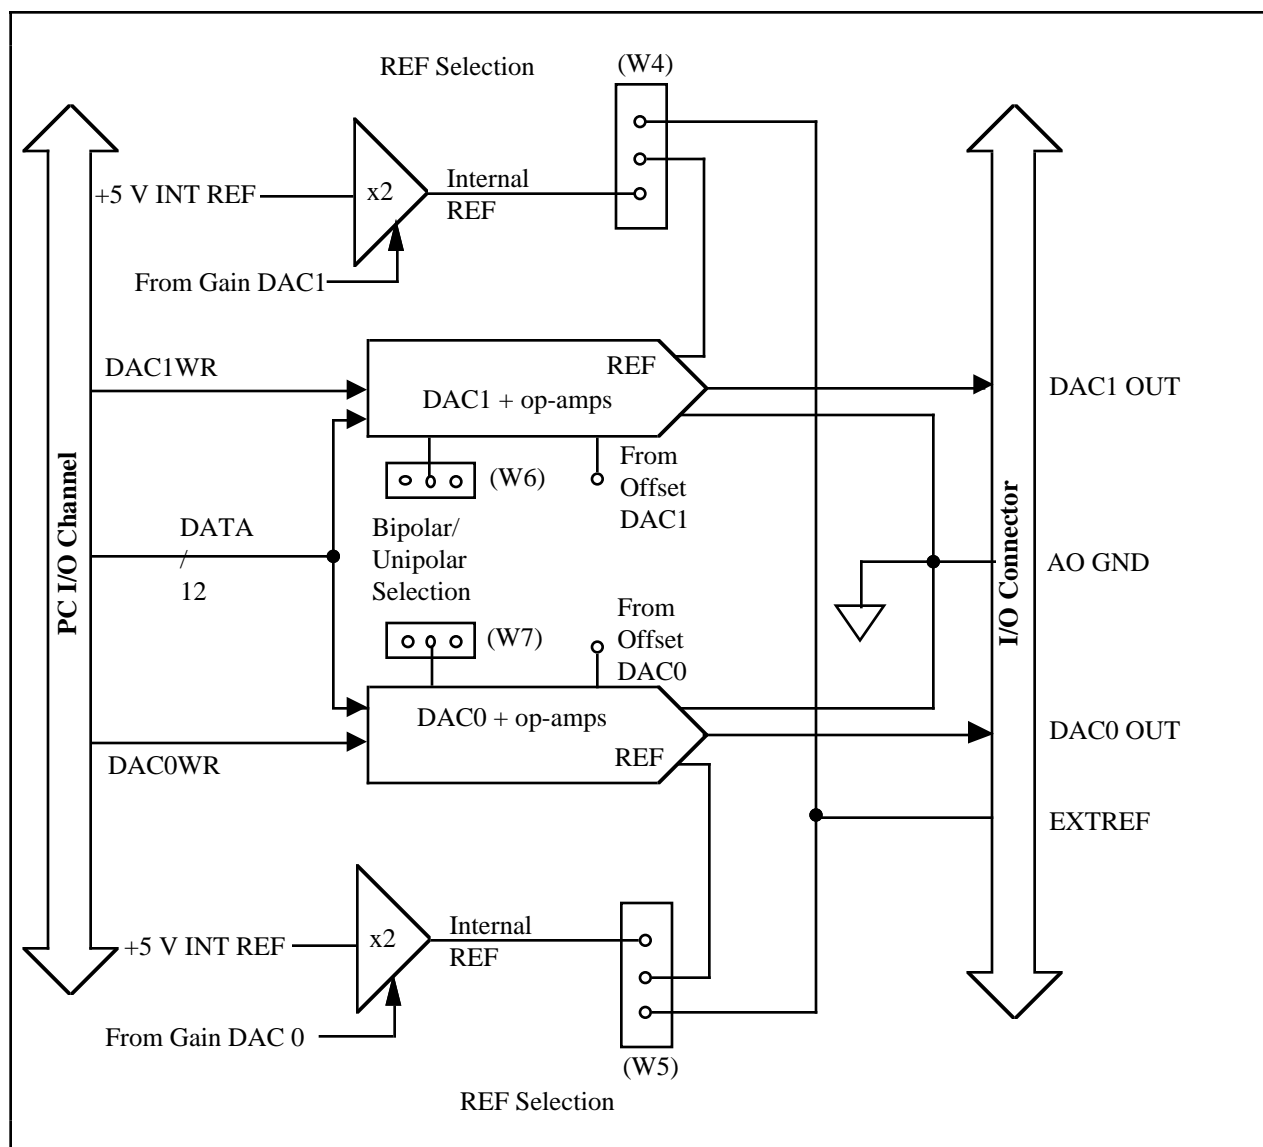 REF Selection
(W4)
+5 V INT REF
x2
Internal
REF
From Gain DAC1
DAC1WR
REF
DAC1 + op-amps
DAC1 OUT
(W6)
From
Offset
DAC1
PC I/O Channel
DATA
/
12
Bipolar/
Unipolar
Selection
I/O Connector
AO GND
(W7)
From
Offset
DAC0
DAC0 + op-amps
REF
DAC0 OUT
DAC0WR
EXTREF
+5 V INT REF
x2
Internal
REF
From Gain DAC 0
(W5)
REF Selection